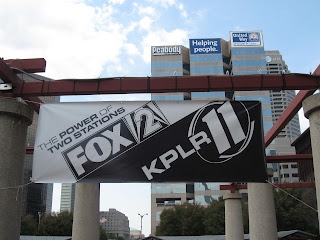 Peabody
Helping
people.
United
Way
THE POWER OF
TWO STATIONS
FOX 2
KPLR 11